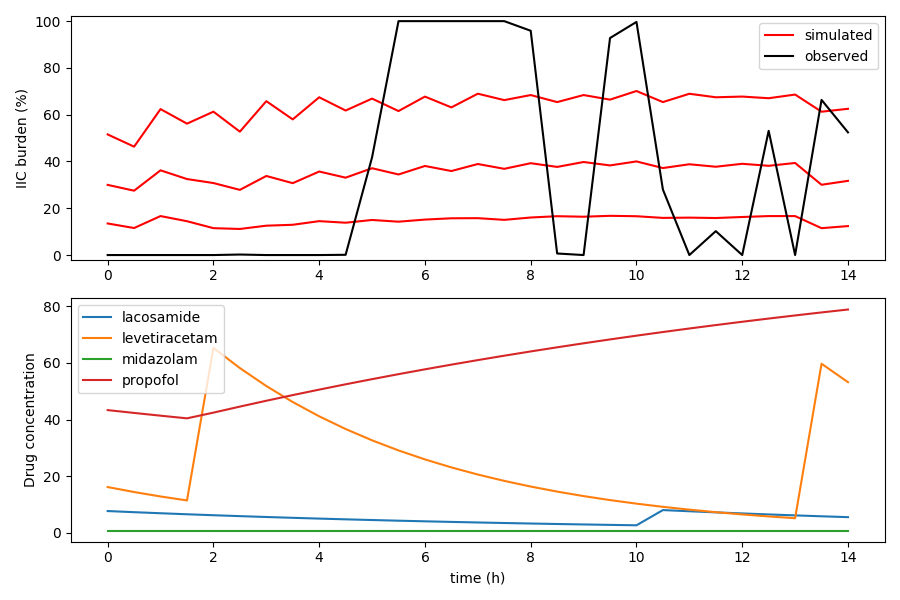 100
80
60
40
20
0
IIC burden (%)
simulated
observed
0 2 4 6 8 10 12 14
80
60
40
20
0
Drug concentration
lacosamide
levetiracetam
midazolam
propofol
0 2 4 6 8 10 12 14
time (h)